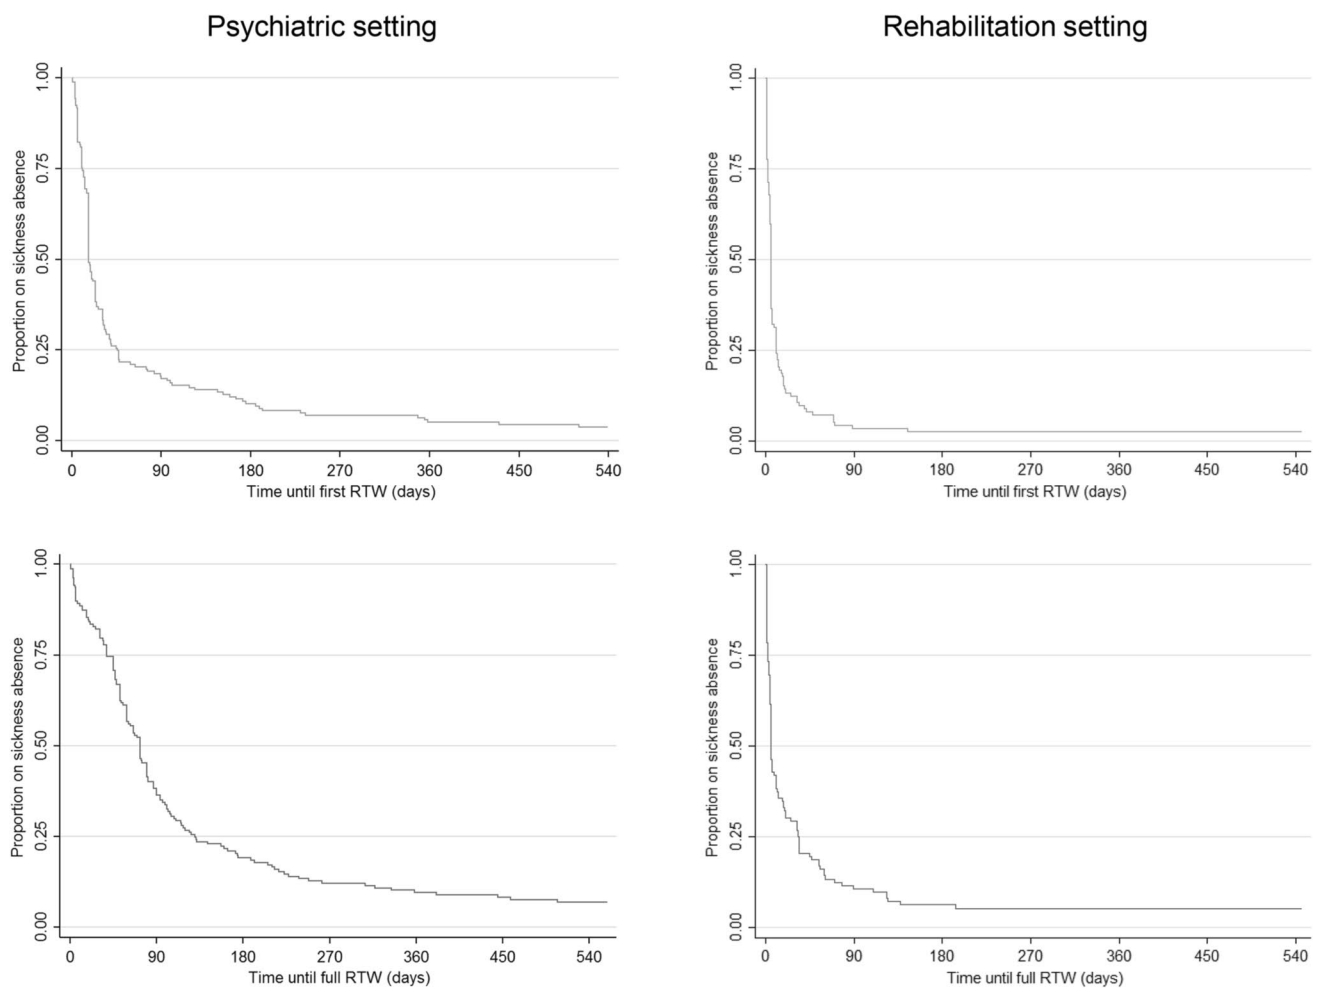 Psychiatric setting
Rehabilitation setting
Proportion on sickness absence
1.00
0.75
0.50
0.25
0.00
0 90 180 270 360 450 540
Time until first RTW (days)
Proportion on sickness absence
1.00
0.75
0.50
0.25
0.00
0 90 180 270 360 450 540
Time until first RTW (days)
Proportion on sickness absence
1.00
0.75
0.50
0.25
0.00
0 90 180 270 360 450 540
Time until full RTW (days)
Proportion on sickness absence
1.00
0.75
0.50
0.25
0.00
0 90 180 270 360 450 540
Time until full RTW (days)